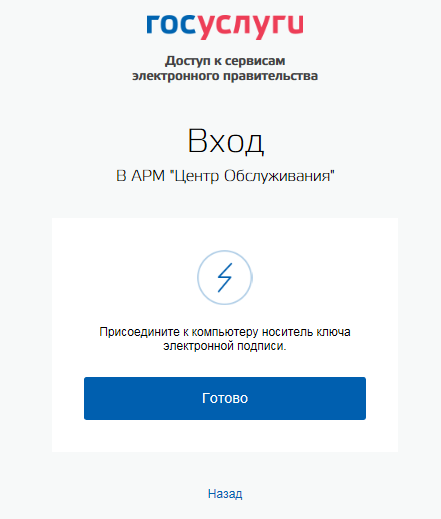 госуслуги
Доступ к сервисам
электронного правительства
Вход
В АРМ "Центр Обслуживания"
Присоедините к компьютеру носитель ключа
электронной подписи.
Готово
Назад